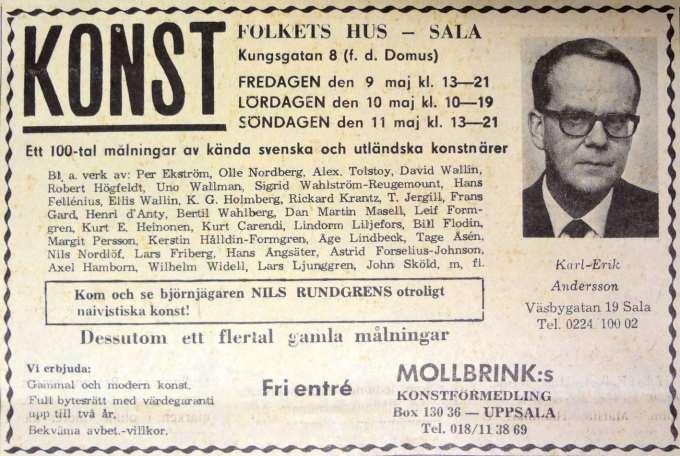 KONST
FOLKETS HUS – SALA
Kungsgatan 8 (f. d. Domus)
FREDAGEN den 9 maj kl. 13—21
LÖRDAGEN den 10 maj kl. 10—19
SÖNDAGEN den 11 maj kl. 13—21
Ett 100-tal målningar av kända svenska och utländska konstnärer
Bl. a. verk av: Per Ekström, Olle Nordberg, Alex. Tolstoy, David Wallin,
Robert Högfeldt, Uno Wallman, Sigrid Wahlström-Reugemount, Hans
Fellénius, Ellis Wallin, K. G. Holmberg, Rickard Krantz, T. Jergill, Frans
Gard, Henri d'Anty, Bertil Wahlberg, Dan Martin Masell, Leif Form-
gren, Kurt E. Heinonen, Kurt Carendi, Lindorm Liljefors, Bill Flodin,
Margit Persson, Kerstin Hålldin-Formgren, Åge Lindbeck, Tage Åsén,
Nils Nordlöf, Lars Friberg, Hans Ängsäter, Astrid Forselius-Johnson,
Axel Hamborn, Wilhelm Widell, Lars Ljunggren, John Sköld, m, fl.
Kom och se björnjägaren NILS RUNDGRENS otroligt
naivistiska konst!
Dessutom ett flertal gamla målningar
Karl-Erik
Andersson
Väsbygatan 19 Sala
Tel. 0224 100 02
Vi erbjuda:
Gammal och modern konst.
Full bytesrätt med värdegaranti
upp till två år.
Bekväma avbet.-villkor.
Fri entré
MOLLBRINK:s
KONSTFÖRMEDLING
Box 130 36 — UPPSALA
Tel. 018/11 38 69